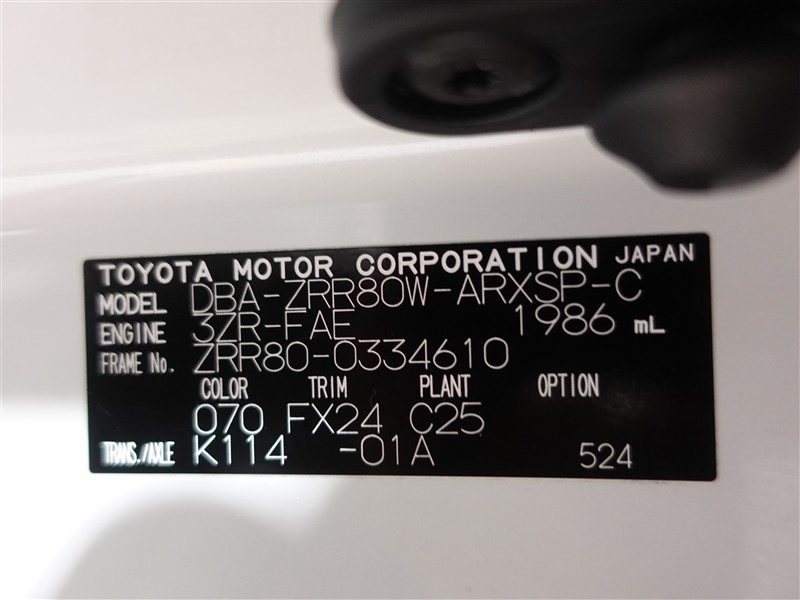 TOYOTA MOTOR CORPORATION JAPAN
MODEL DBA-ZRR80W-ARXSP-C
ENGINE 3ZR-FAE 1986 mL
FRAME No. ZRR80-0334610
COLOR TRIM PLANT OPTION
070 FX24 C25
TRANS./AXLE K114 -01A 524